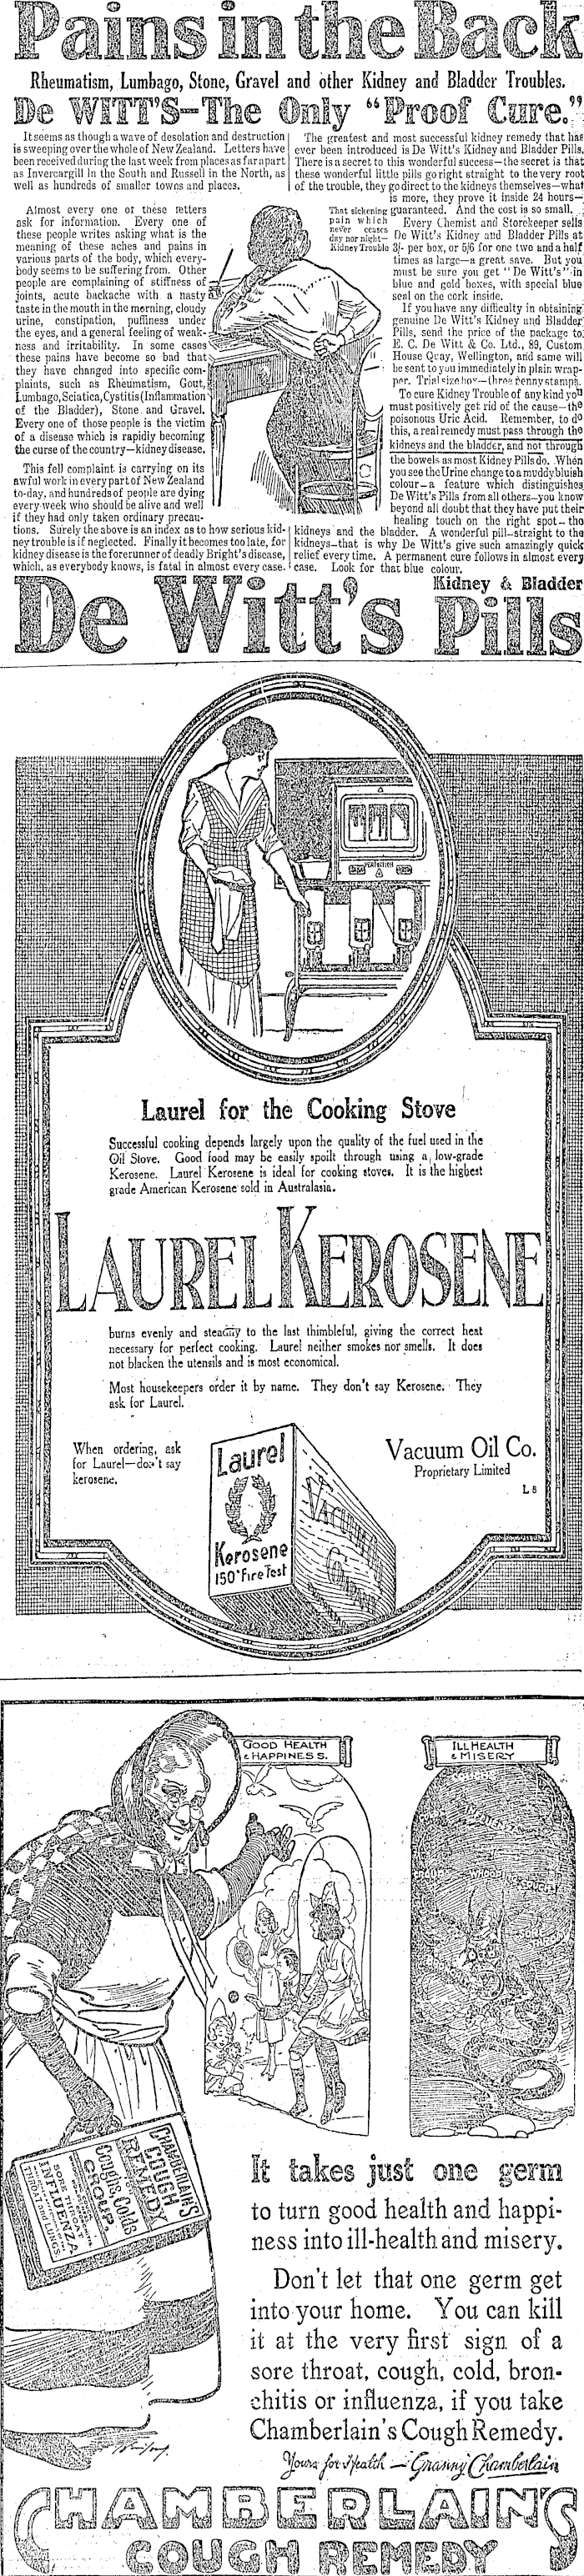 Pains in the Back
Rheumatism, Lumbago, Stone, Gravel and other Kidney and Bladder Troubles.
De WITT'S—The Only "Proof Cure."
It seems as though a wave of desolation and destruction
is sweeping over the whole of New Zealand. Letters have
been received during the last week from places as far apart
as Invercargill in the South and Russell in the North, as
well as hundreds of smaller towns and places.
Almost every one of these letters
ask for information. Every one of
these people writes asking what is the
meaning of these aches and pains in
various parts of the body, which every-
body seems to be suffering from. Other
people are complaining of stiffness of
joints, acute backache with a nasty
taste in the mouth in the morning, cloudy
urine, constipation, puffiness under
the eyes, and a general feeling of weak-
ness and irritability. In some cases
these pains have become so bad that
they have changed into specific com-
plaints, such as Rheumatism, Gout,
Lumbago, Sciatica, Cystitis (Inflammation
of the Bladder), Stone and Gravel.
Every one of those people is the victim
of a disease which is rapidly becoming
the curse of the country—kidney disease.
This fell complaint is carrying on its
awful work in every part of New Zealand
to-day, and hundreds of people are dying
every week who should be alive and well
if they had only taken ordinary precau-
tions. Surely the above is an index as to how serious kid-
ney trouble is if neglected. Finally it becomes too late, for
kidney disease is the forerunner of deadly Bright's disease,
which, as everybody knows, is fatal in almost every case.
The greatest and most successful kidney remedy that has
ever been introduced is De Witt's Kidney and Bladder Pills.
There is a secret to this wonderful success—the secret is that
these wonderful little pills go right straight to the very root
of the trouble, they go direct to the kidneys themselves—what
is more, they prove it inside 24 hours—
guaranteed. And the cost is so small.
That sickening
pain which
never ceases
day nor night—
Kidney Trouble
Every Chemist and Storekeeper sells
De Witt's Kidney and Bladder Pills at
3/- per box, or 5/6 for one two and a half
times as large—a great save. But you
must be sure you get "De Witt's" in
blue and gold boxes, with special blue
seal on the cork inside.
If you have any difficulty in obtaining
genuine De Witt's Kidney and Bladder
Pills, send the price of the package to
E. C. De Witt & Co. Ltd., 89, Custom
House Quay, Wellington, and same will
be sent to you immediately in plain wrap-
per. Trial size box—three penny stamps.
To cure Kidney Trouble of any kind you
must positively get rid of the cause—the
poisonous Uric Acid. Remember, to do
this, a real remedy must pass through the
kidneys and the bladder, and not through
the bowels as most Kidney Pills do. When
you see the Urine change to a muddy bluish
colour—a feature which distinguishes
De Witt's Pills from all others—you know
beyond all doubt that they have put their
healing touch on the right spot—the
kidneys and the bladder. A wonderful pill—straight to the
kidneys—that is why De Witt's give such amazingly quick
relief every time. A permanent cure follows in almost every
case. Look for that blue colour.
De Witt's Kidney & Bladder Pills
PERFECTION
Laurel for the Cooking Stove
Successful cooking depends largely upon the quality of the fuel used in the
Oil Stove. Good food may be easily spoilt through using a low-grade
Kerosene. Laurel Kerosene is ideal for cooking stoves. It is the highest
grade American Kerosene sold in Australasia.
LAUREL KEROSENE
burns evenly and steadily to the last thimbleful, giving the correct heat
necessary for perfect cooking. Laurel neither smokes nor smells. It does
not blacken the utensils and is most economical.
Most housekeepers order it by name. They don't say Kerosene. They
ask for Laurel.
When ordering, ask
for Laurel—don't say
kerosene.
Laurel
Kerosene
150° Fire Test
VACUUM
Vacuum Oil Co.
Proprietary Limited
L 8
GOOD HEALTH
& HAPPINESS.
ILL HEALTH
& MISERY
WHOOPING COUGH
CHAMBERLAIN'S
COUGH
REMEDY
Coughs, Colds
CROUP,
SORE THROAT
INFLUENZA
THROAT and LUNGS
It takes just one germ
to turn good health and happi-
ness into ill-health and misery.
Don't let that one germ get
into your home. You can kill
it at the very first sign of a
sore throat, cough, cold, bron-
chitis or influenza, if you take
Chamberlain's Cough Remedy.
Yours for Health — Granny Chamberlain
CHAMBERLAIN'S
COUGH REMEDY